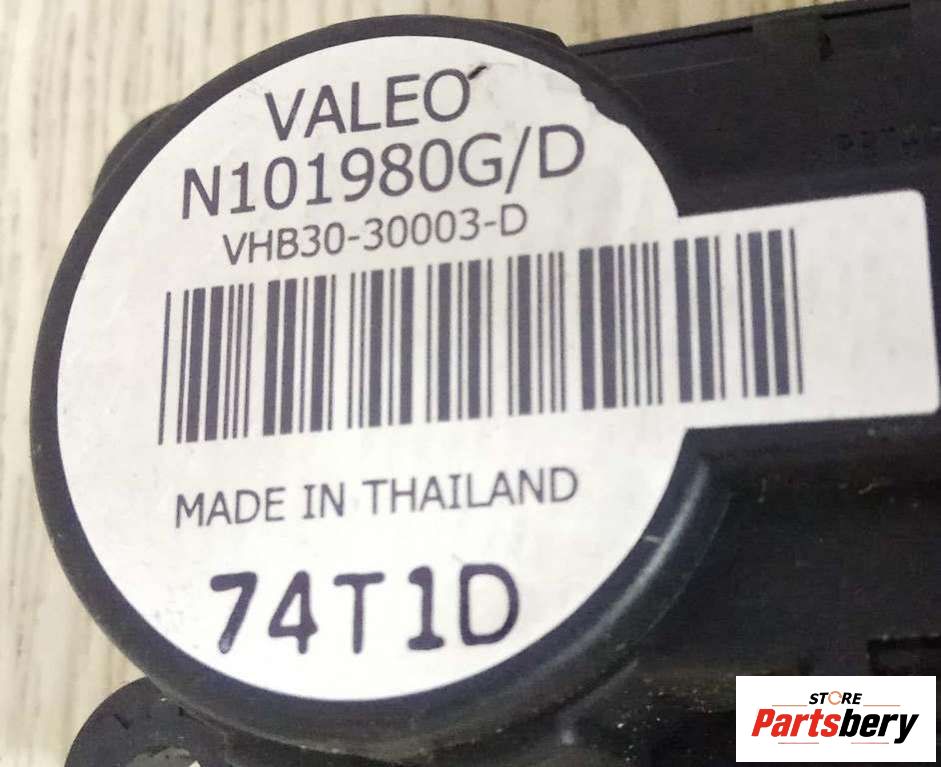 VALEO
N101980G/D
VHB30-30003-D
MADE IN THAILAND
74T1D
STORE
Partsbery